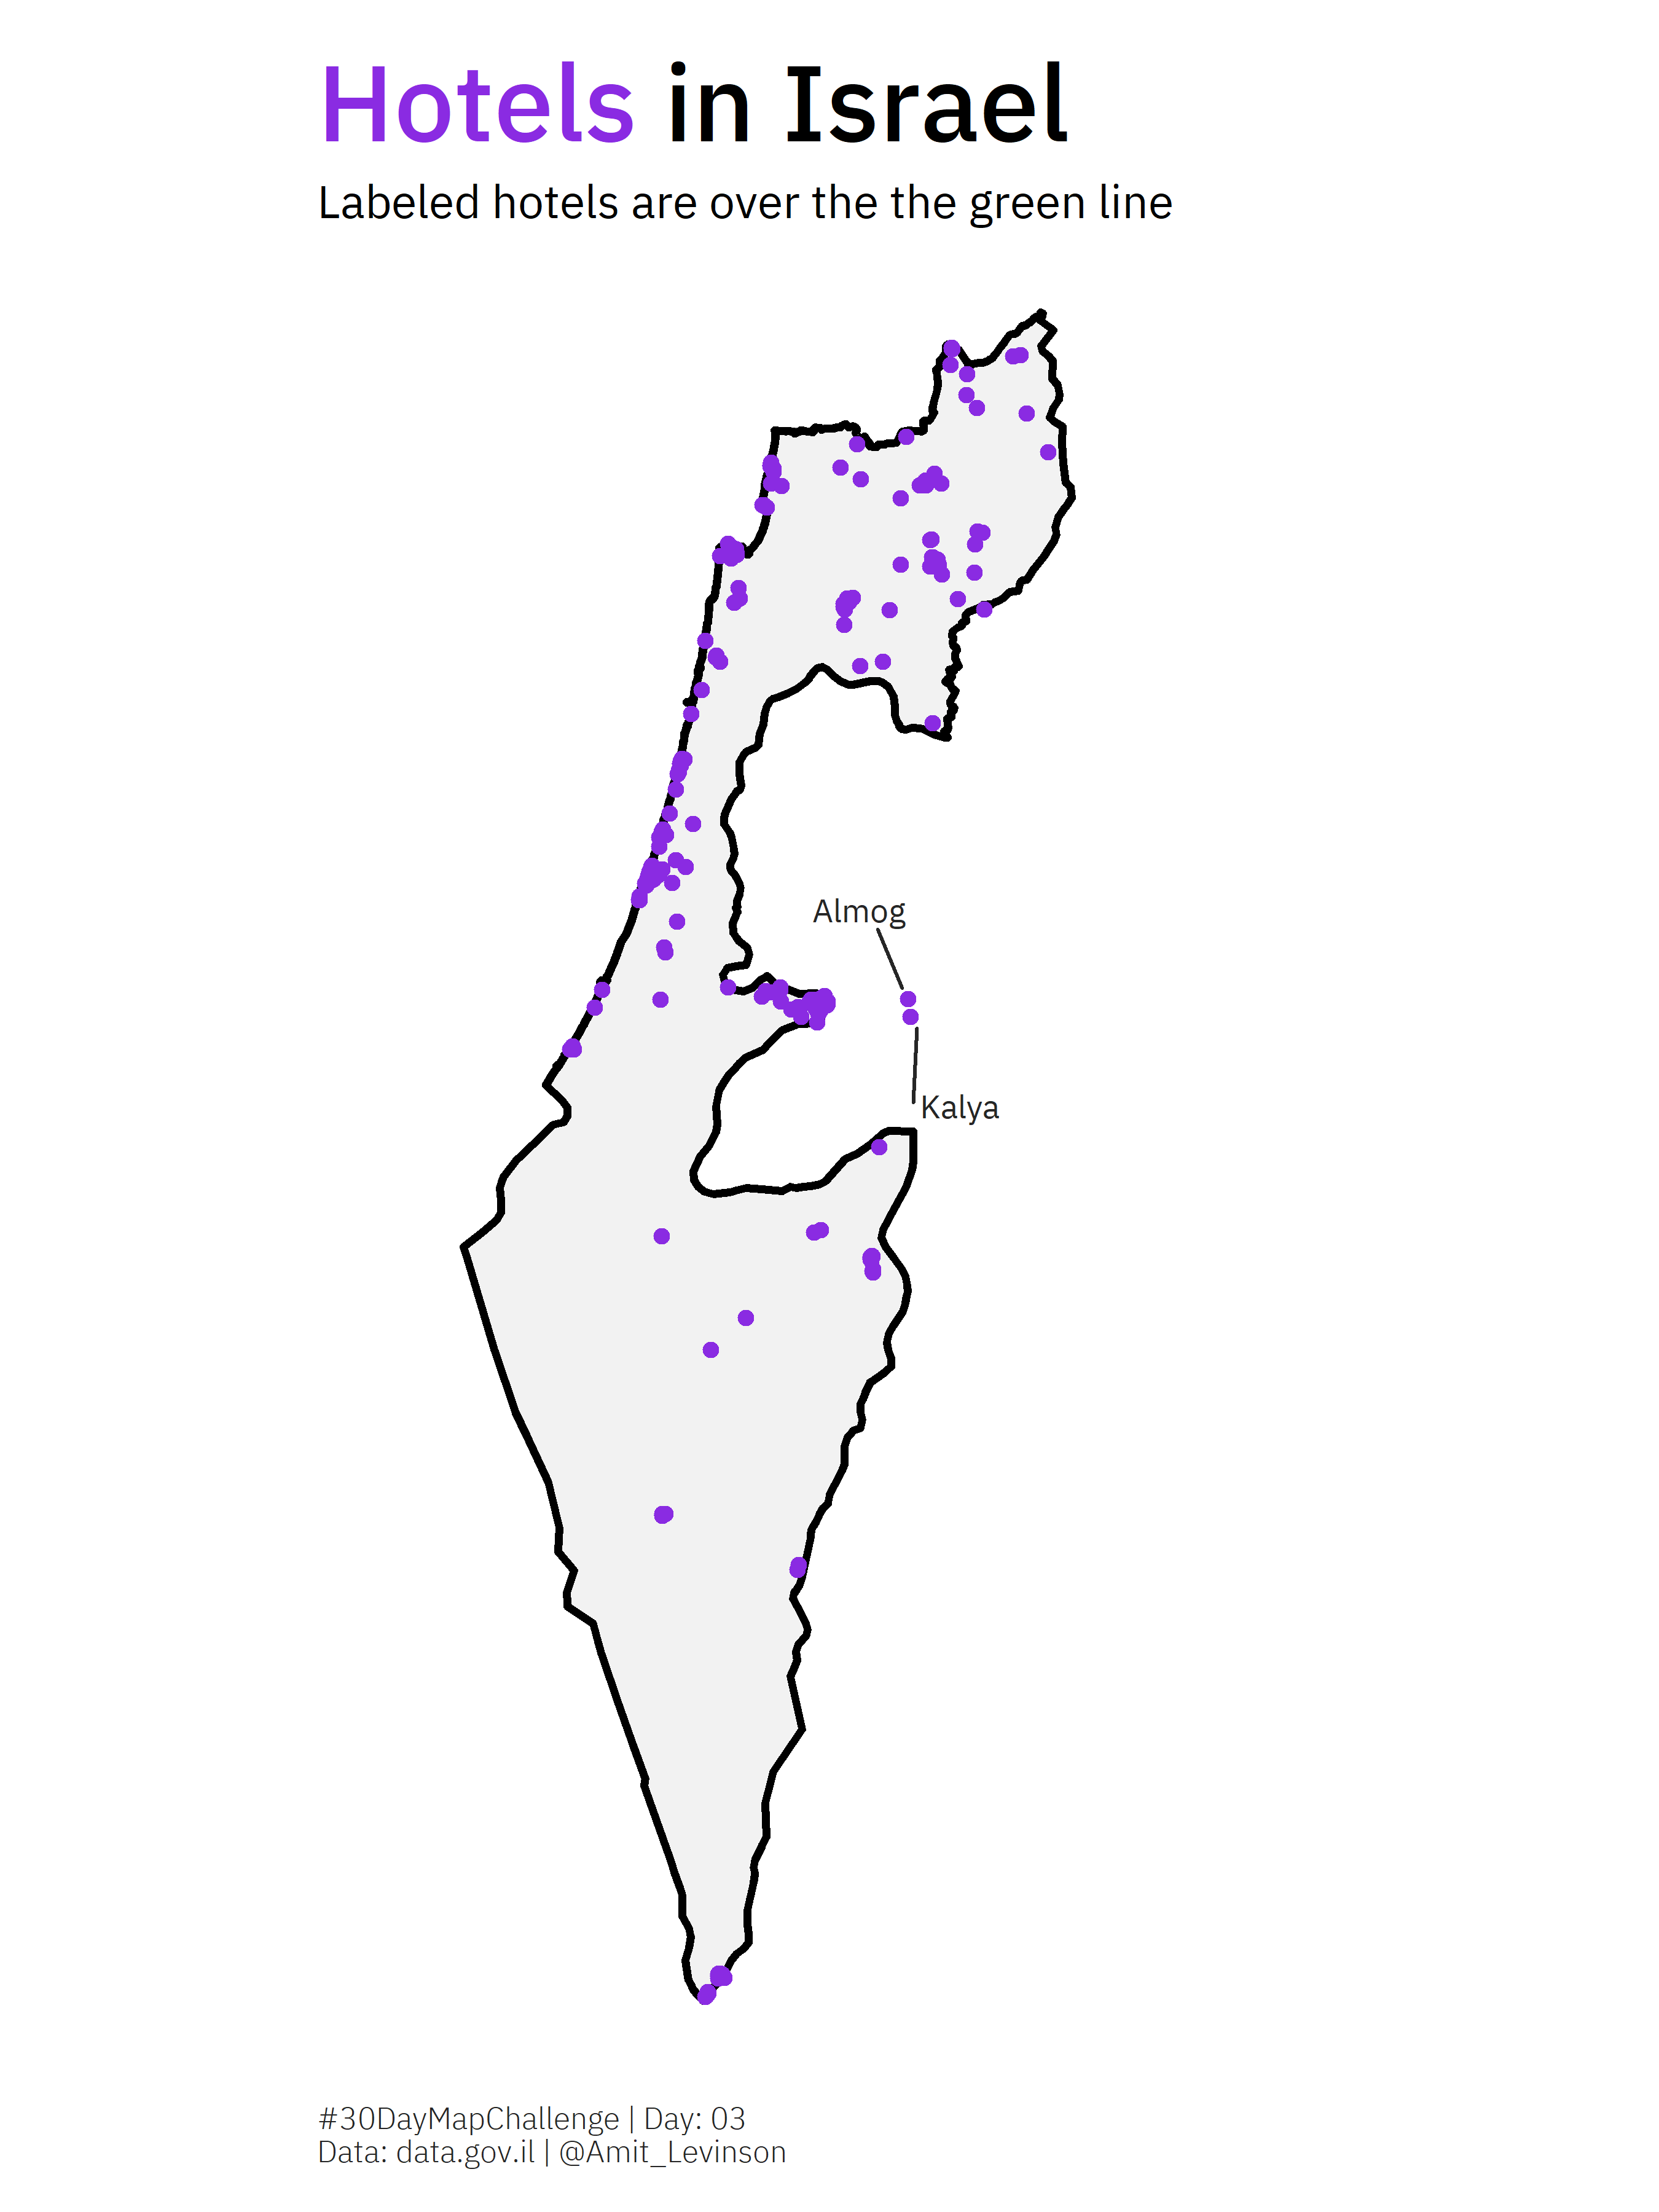 Hotels in Israel
Labeled hotels are over the the green line
Almog
Kalya
#30DayMapChallenge | Day: 03
Data: data.gov.il | @Amit_Levinson